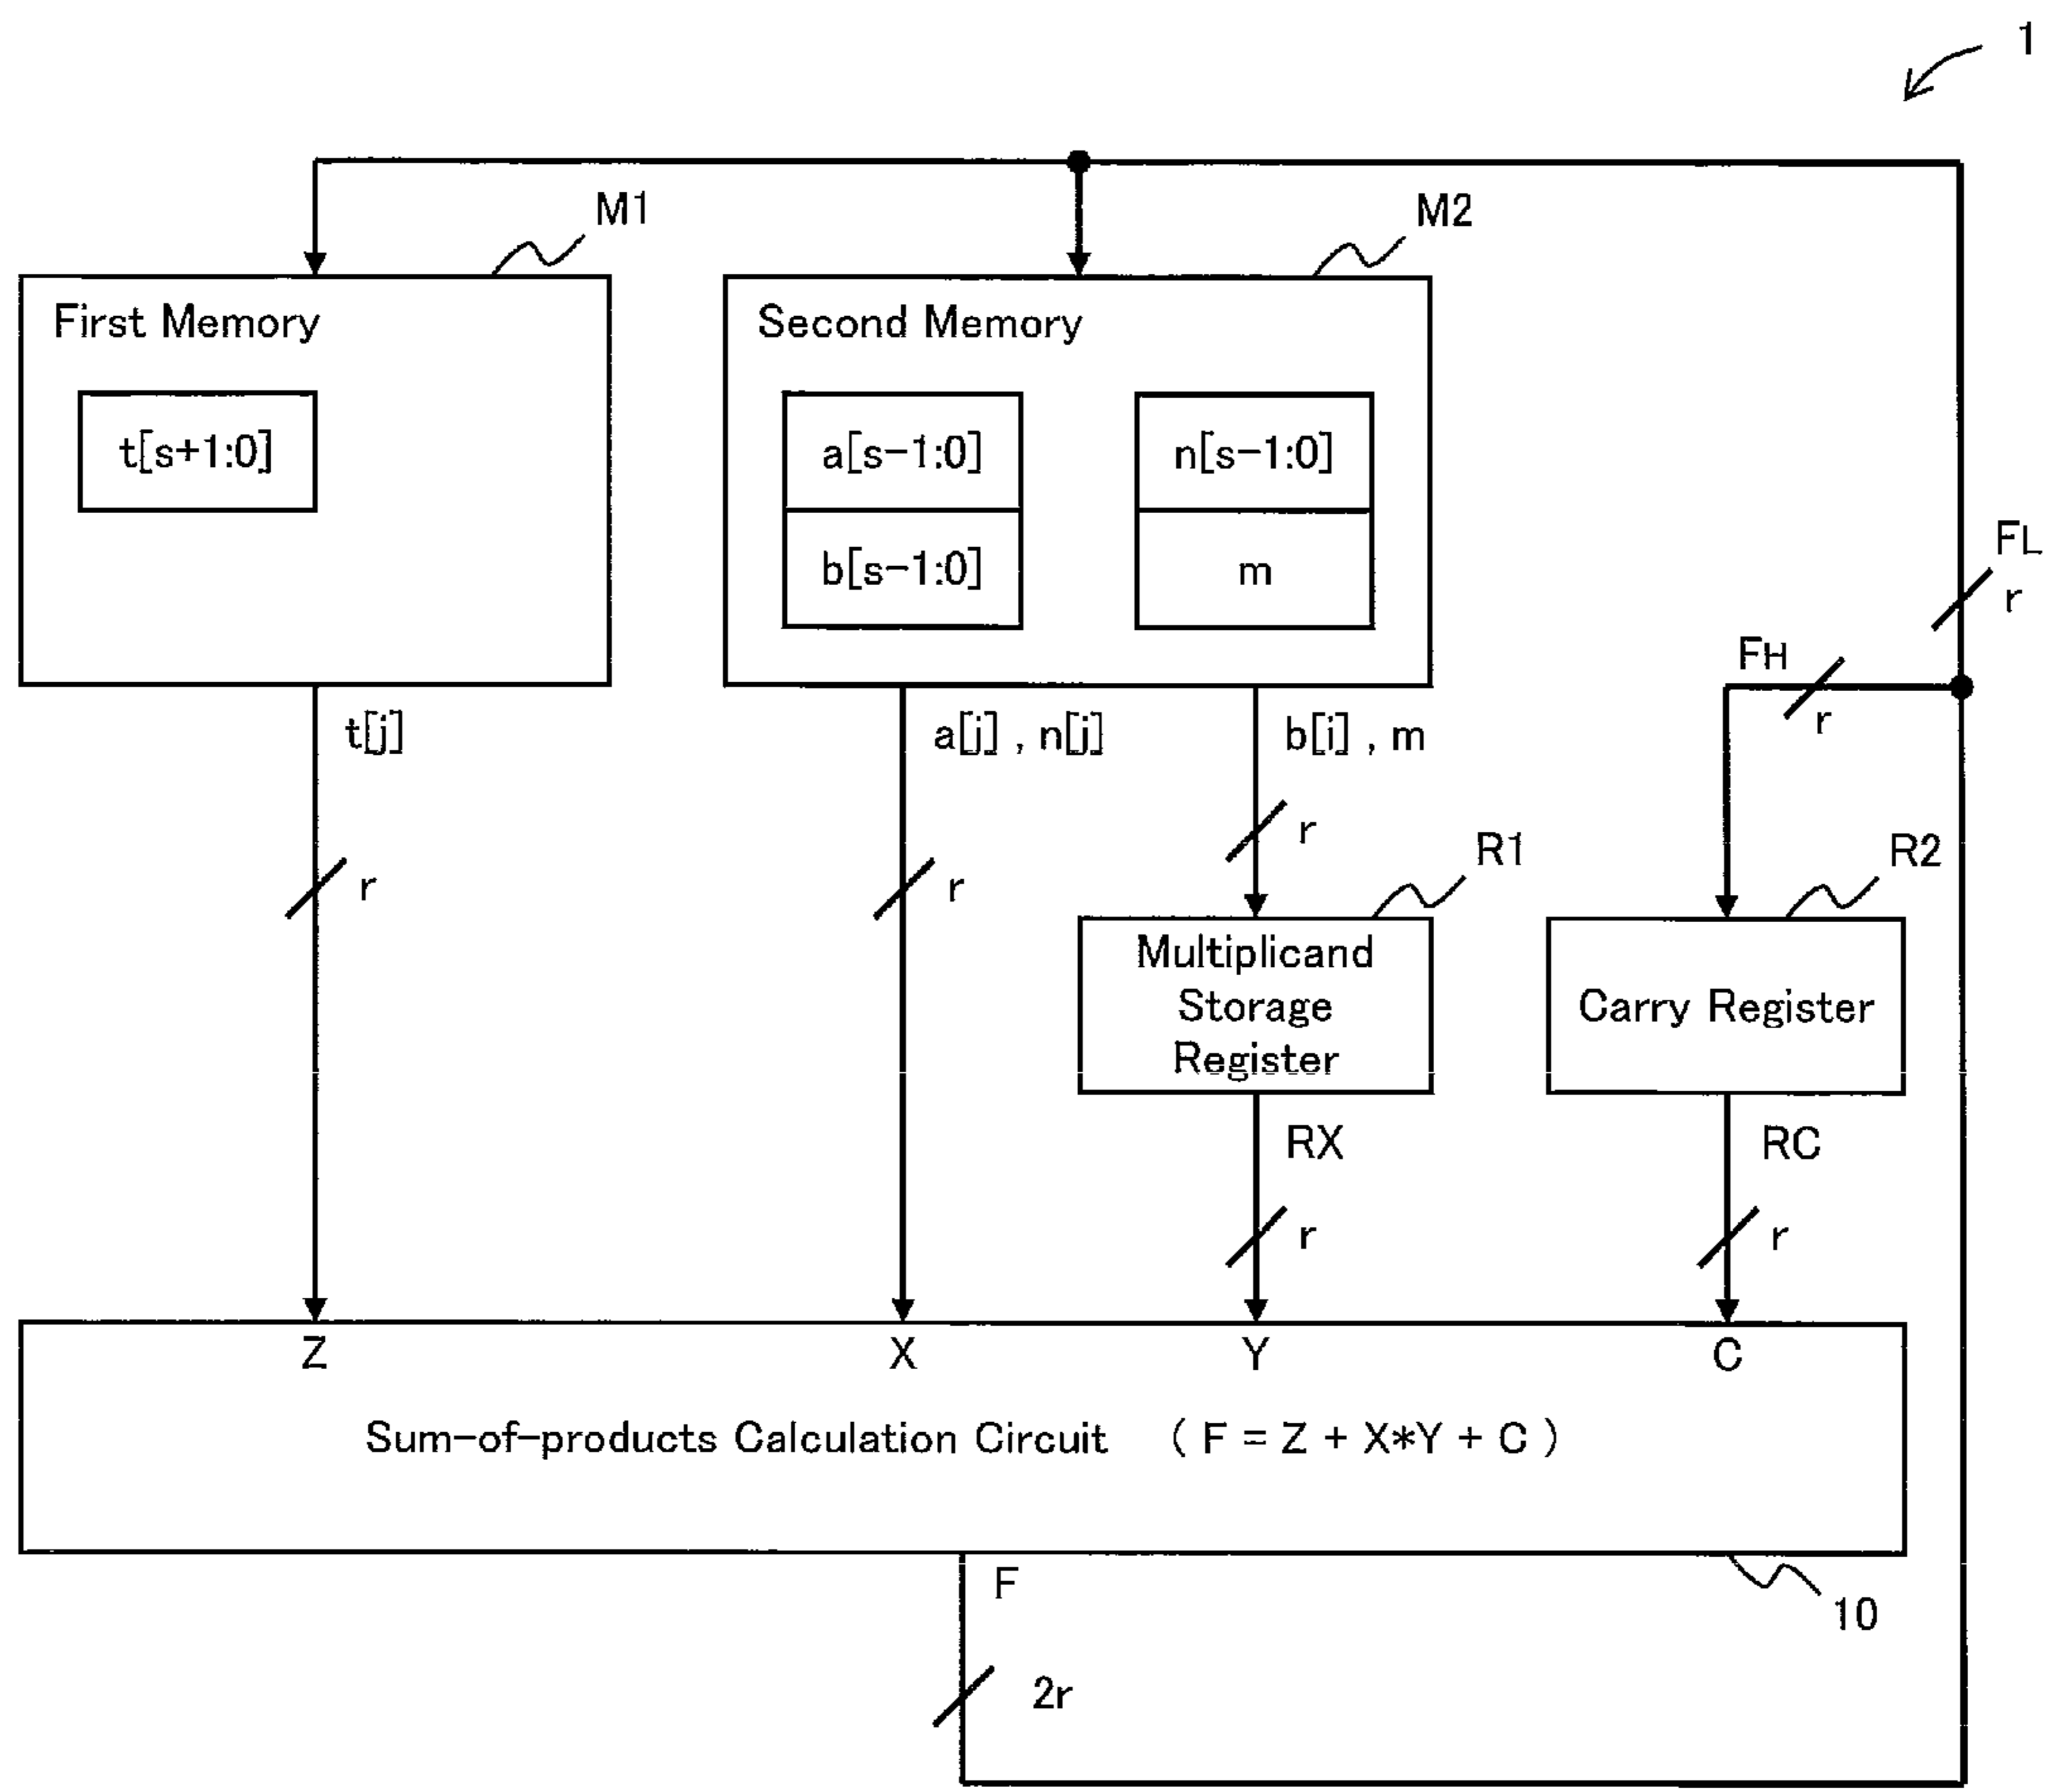 1
M1
M2
First Memory
Second Memory
t[s+1:0]
a[s-1:0]
n[s-1:0]
b[s-1:0]
m
FL
r
FH
r
t[j]
a[j] , n[j]
b[i] , m
r
r
r
R1
R2
Multiplicand
Storage
Register
Carry Register
RX
RC
r
r
Z
X
Y
C
Sum-of-products Calculation Circuit ( F = Z + X*Y + C )
F
10
2r